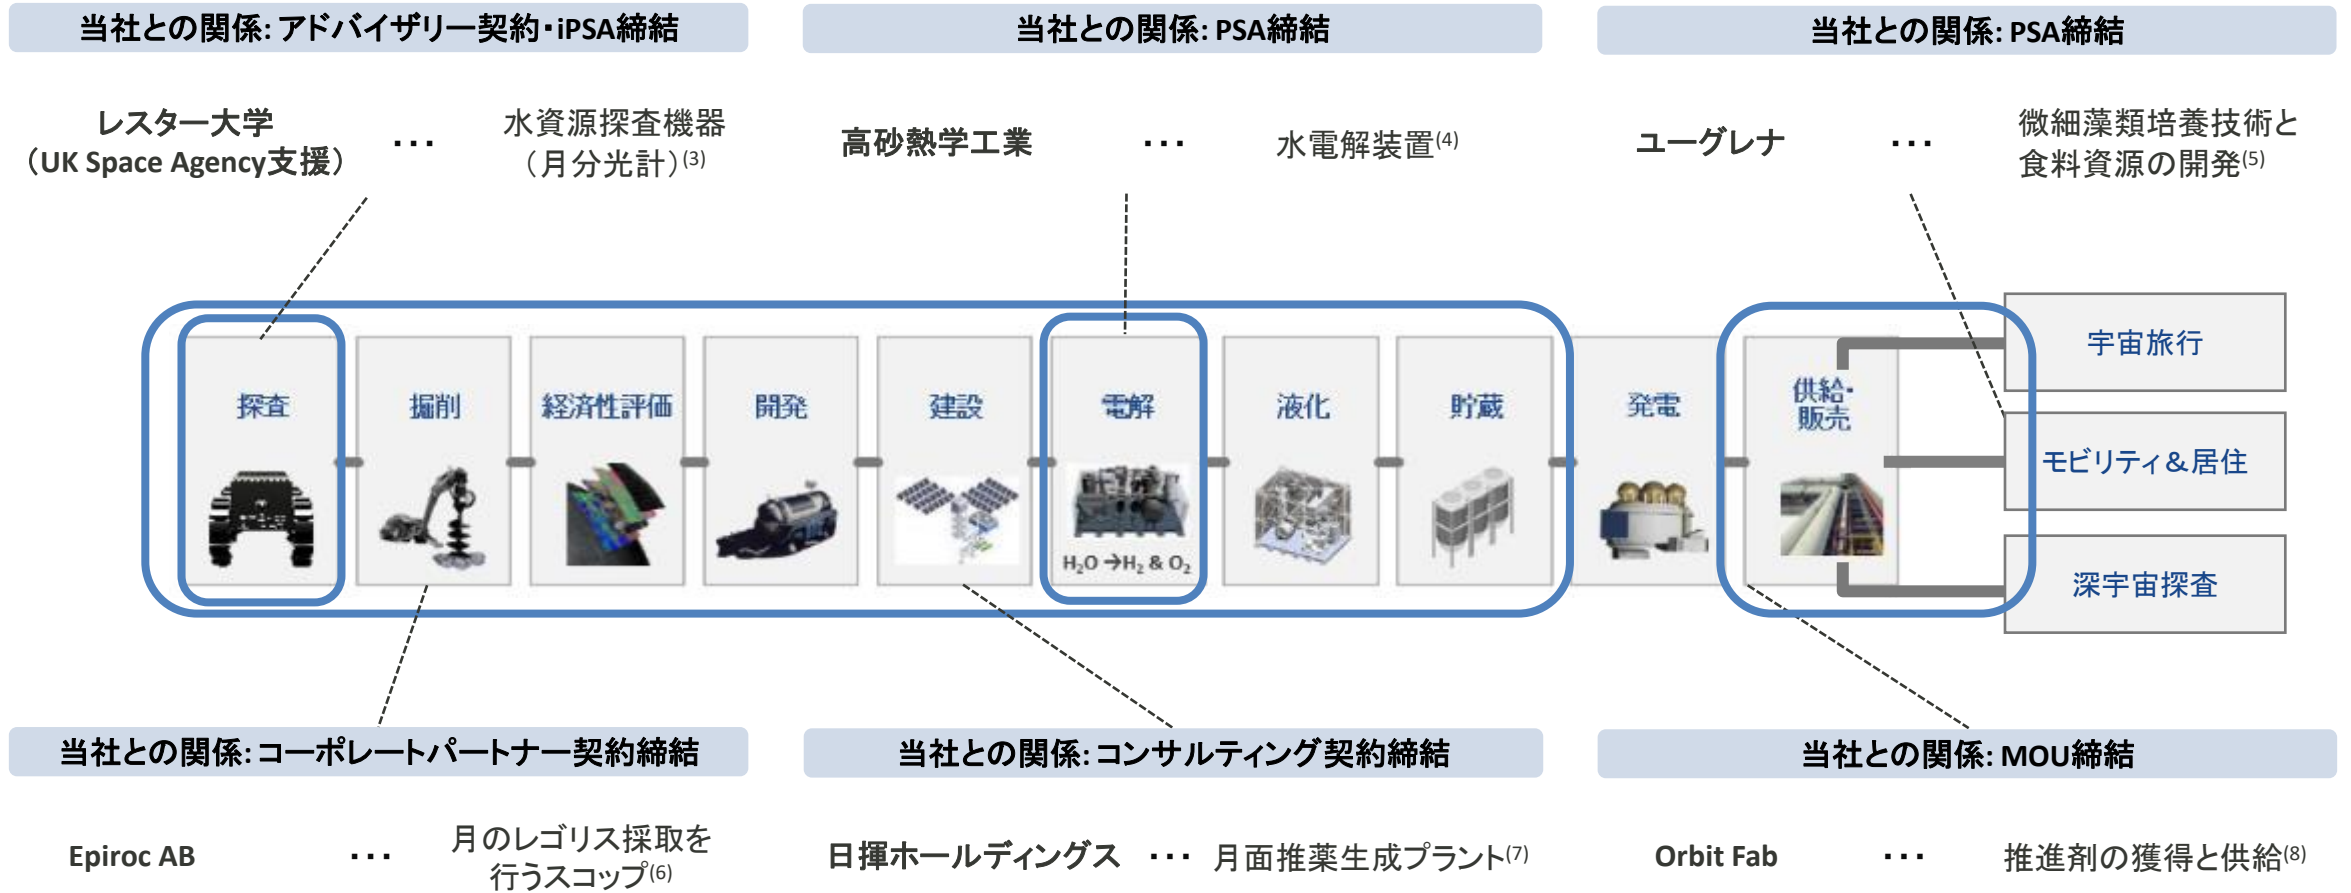 当社との関係: アドバイザリー契約・iPSA締結
レスター大学
（UK Space Agency支援）
・・・
水資源探査機器
（月分光計）(3)
当社との関係: PSA締結
高砂熱学工業
・・・
水電解装置(4)
当社との関係: PSA締結
ユーグレナ
・・・
微細藻類培養技術と
食料資源の開発(5)
探査
掘削
経済性評価
開発
建設
電解
H₂O →H₂ & O₂
液化
貯蔵
発電
供給・
販売
宇宙旅行
モビリティ＆居住
深宇宙探査
当社との関係: コーポレートパートナー契約締結
Epiroc AB
・・・
月のレゴリス採取を
行うスコップ(6)
当社との関係: コンサルティング契約締結
日揮ホールディングス
・・・
月面推薬生成プラント(7)
当社との関係: MOU締結
Orbit Fab
・・・
推進剤の獲得と供給(8)